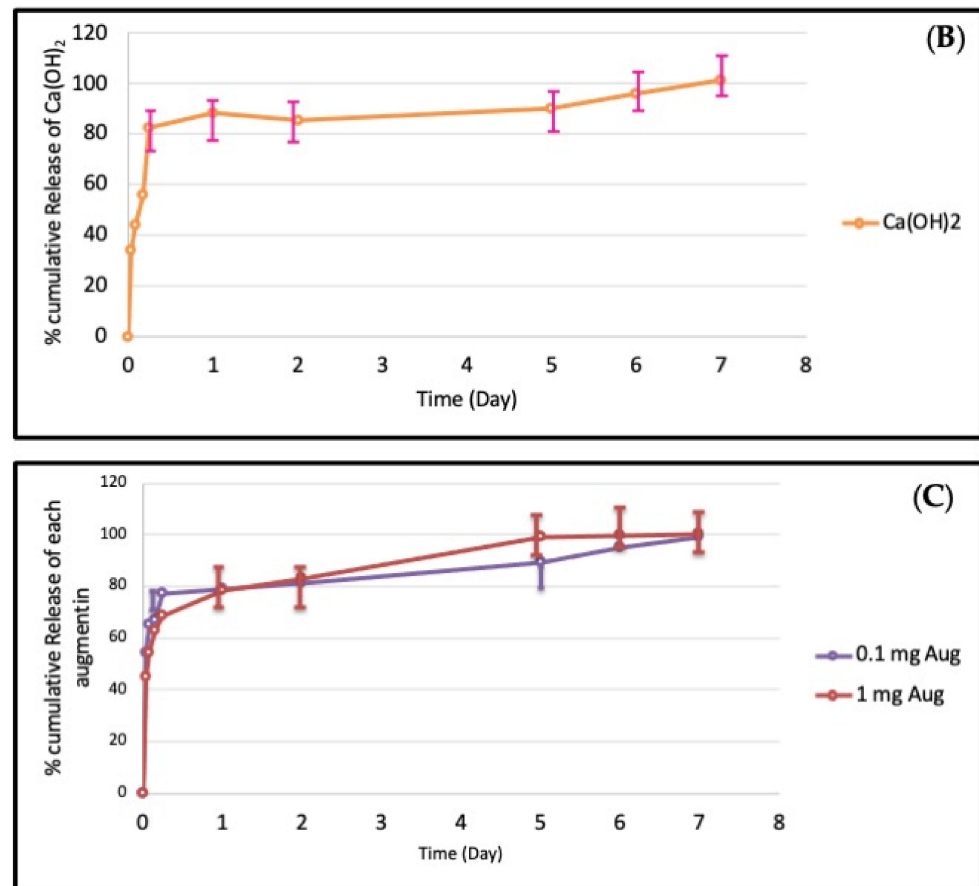 (B)
% cumulative Release of Ca(OH)₂
120
100
80
60
40
20
0
0 1 2 3 4 5 6 7 8
Time (Day)
Ca(OH)2
(C)
% cumulative Release of each
augmentin
120
100
80
60
40
20
0
0 1 2 3 4 5 6 7 8
Time (Day)
0.1 mg Aug
1 mg Aug